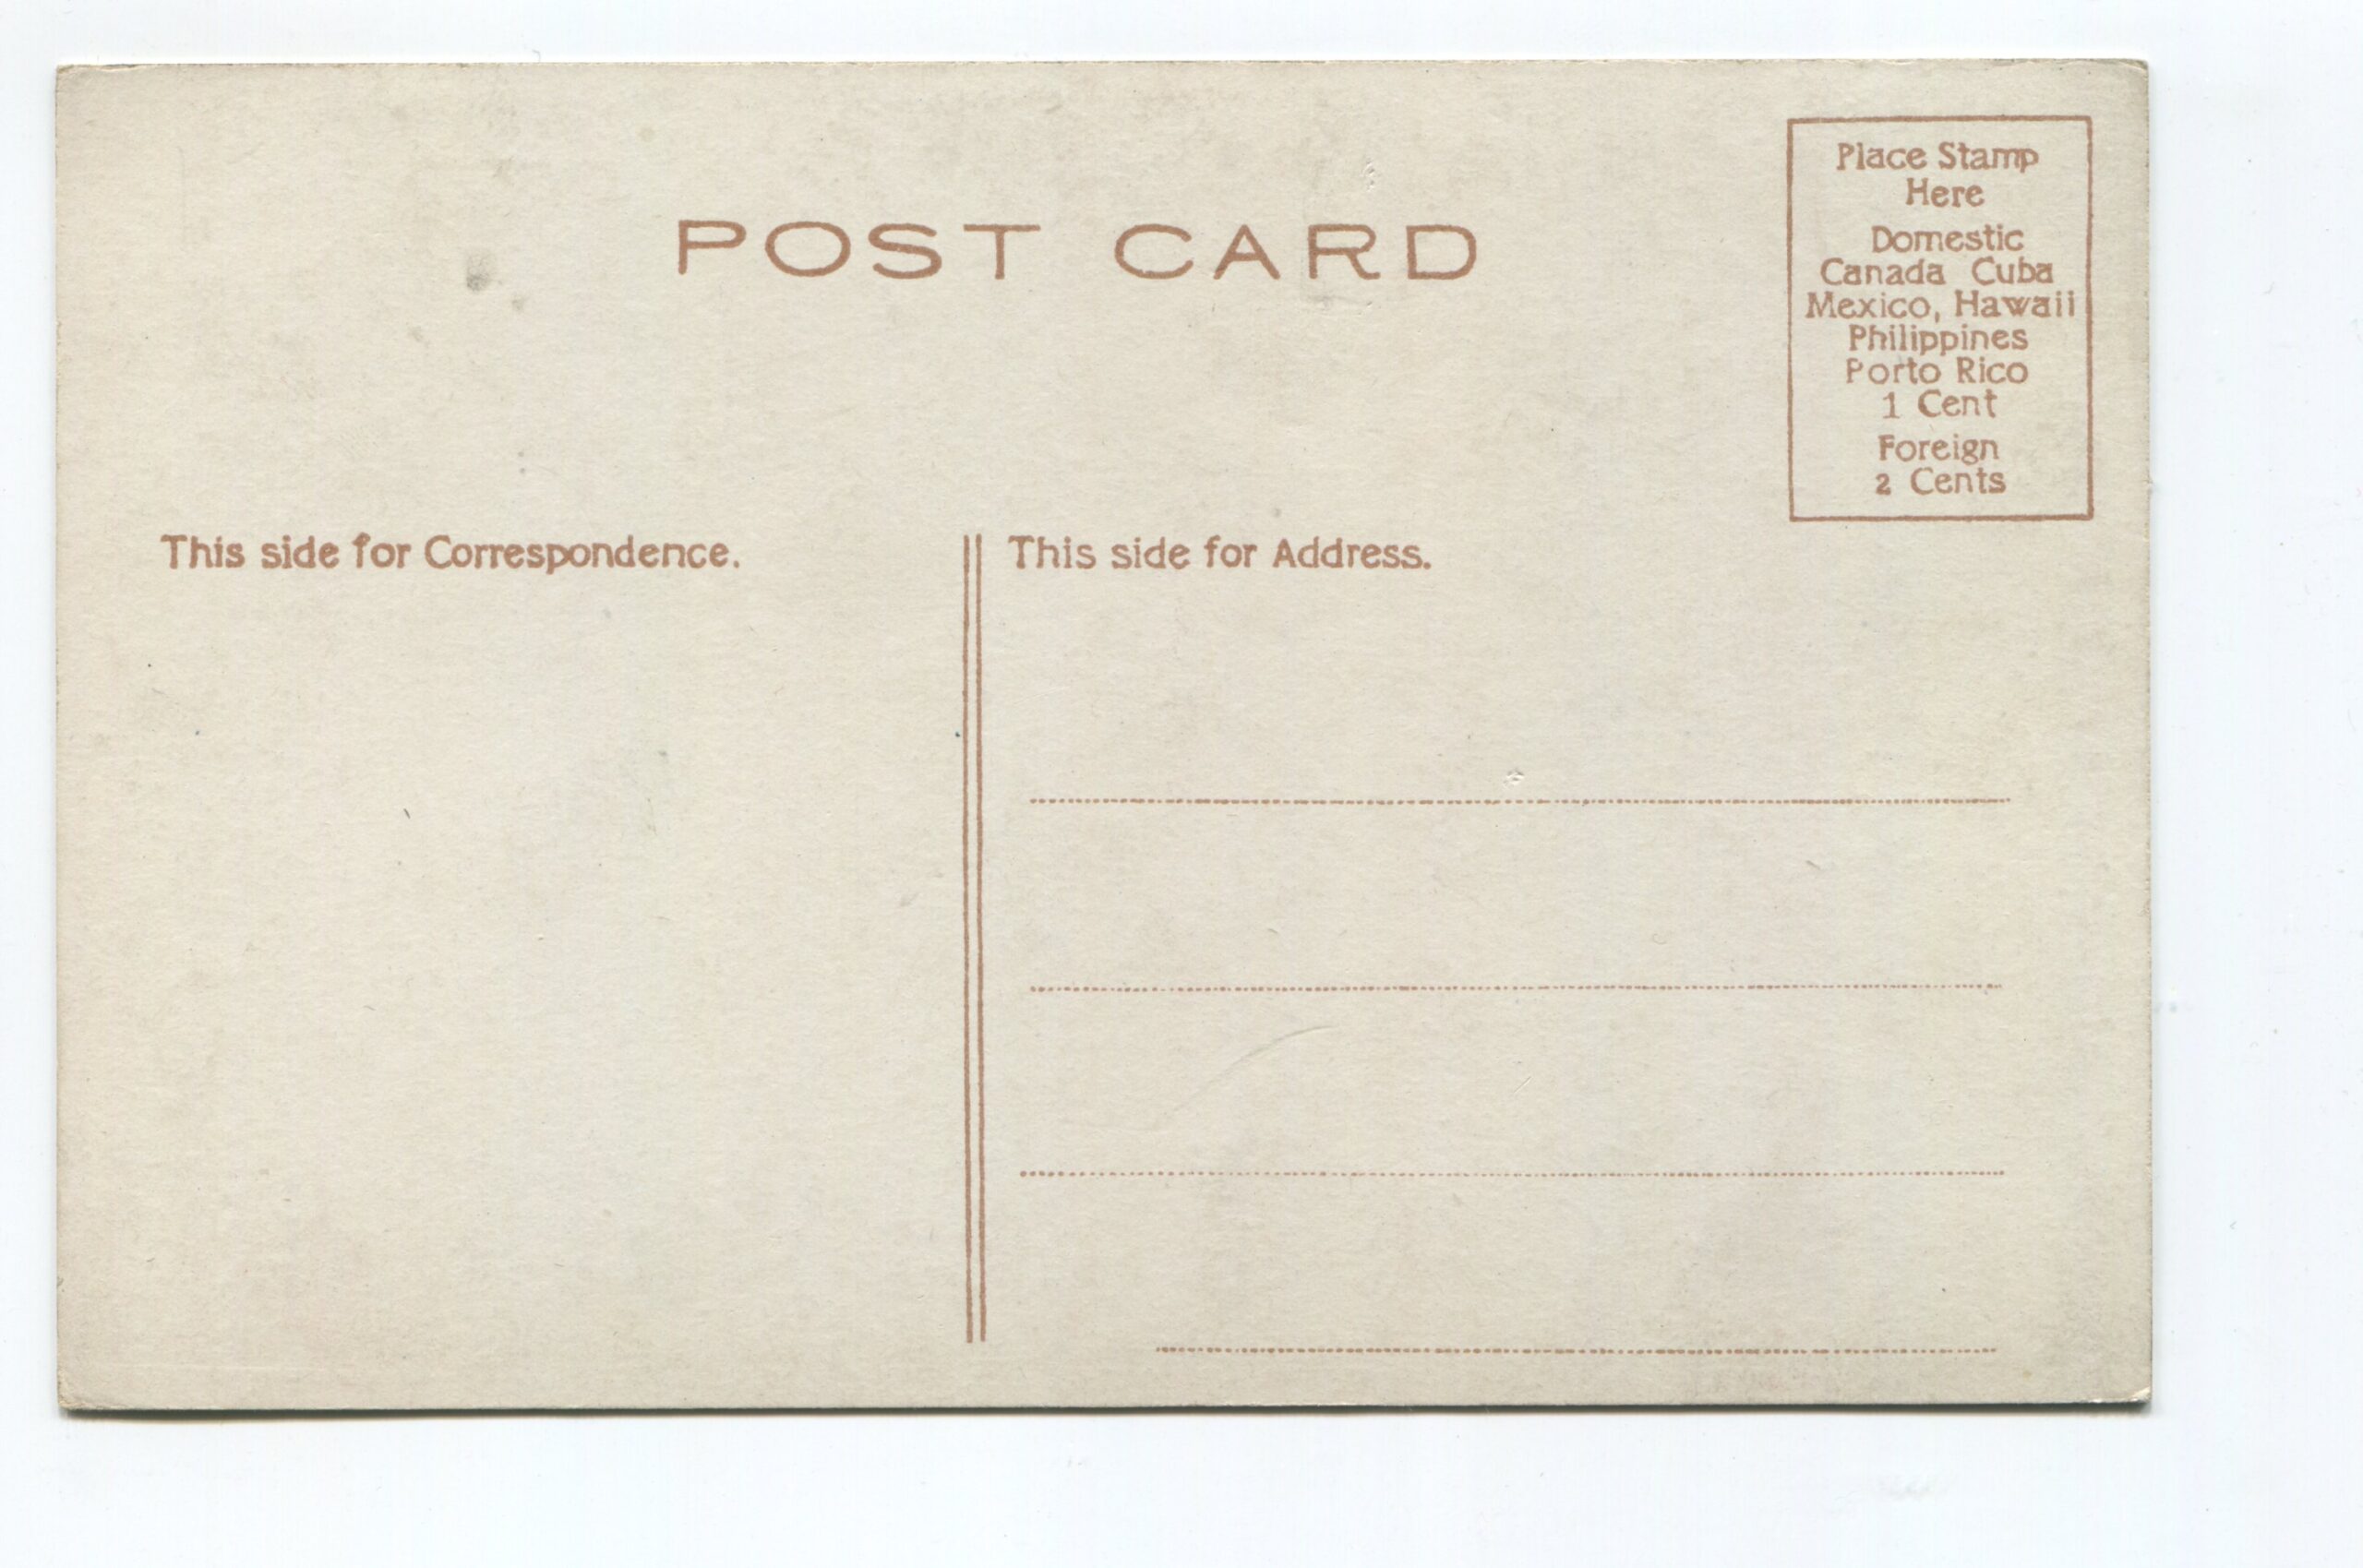 POST CARD
Place Stamp
Here
Domestic
Canada Cuba
Mexico, Hawaii
Philippines
Porto Rico
1 Cent
Foreign
2 Cents
This side for Correspondence.
This side for Address.